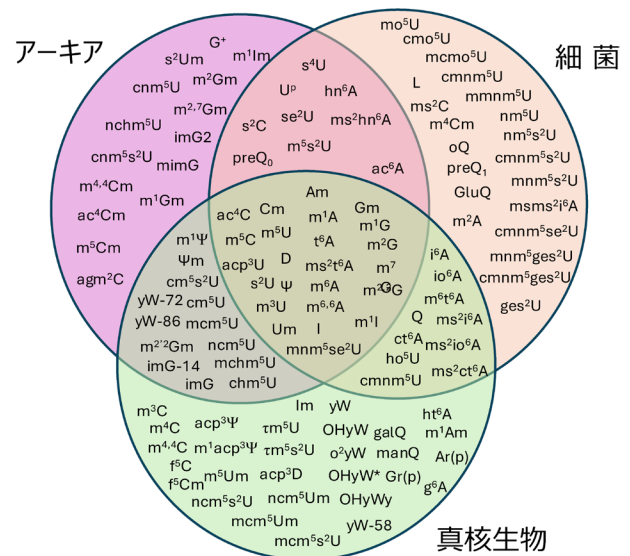 アーキア
細 菌
真核生物
G⁺
s²Um
m¹Im
cnm⁵U
m²Gm
m²,⁷Gm
nchm⁵U
imG2
cnm⁵s²U
mimG
m⁴,⁴Cm
m¹Gm
ac⁴Cm
m⁵Cm
agm²C
s⁴U
Uᵖ
hn⁶A
se²U
s²C
ms²hn⁶A
m⁵s²U
preQ₀
ac⁶A
mo⁵U
cmo⁵U
mcmo⁵U
L
cmnm⁵U
mmnm⁵U
ms²C
nm⁵U
m⁴Cm
nm⁵s²U
oQ
cmnm⁵s²U
preQ₁
mnm⁵s²U
GluQ
msms²i⁶A
m²A
cmnm⁵se²U
mnm⁵ges²U
cmnm⁵ges²U
ges²U
Am
ac⁴C
Cm
m¹A
Gm
m¹G
m⁵C
m⁵U
t⁶A
m²G
acp³U
D
ms²t⁶A
m⁷
G
s²U
Ψ
m⁶A
m²'²G
m³U
m⁶,⁶A
Um
I
m¹I
mnm⁵se²U
m¹Ψ
Ψm
cm⁵s²U
yW-72
cm⁵U
yW-86
mcm⁵U
m²'²Gm
ncm⁵U
imG-14
mchm⁵U
imG
chm⁵U
i⁶A
io⁶A
m⁶t⁶A
Q
ms²i⁶A
ct⁶A
ms²io⁶A
ho⁵U
cmnm⁵U
ms²ct⁶A
Im
yW
m³C
ht⁶A
m⁴C
acp³Ψ
τm⁵U
OHyW
galQ
m¹Am
m⁴,⁴C
m¹acp³Ψ
τm⁵s²U
o²yW
manQ
Ar(p)
f⁵C
f⁵Cm
m⁵Um
acp³D
OHyW*
Gr(p)
g⁶A
ncm⁵s²U
ncm⁵Um
OHyWy
mcm⁵Um
yW-58
mcm⁵s²U